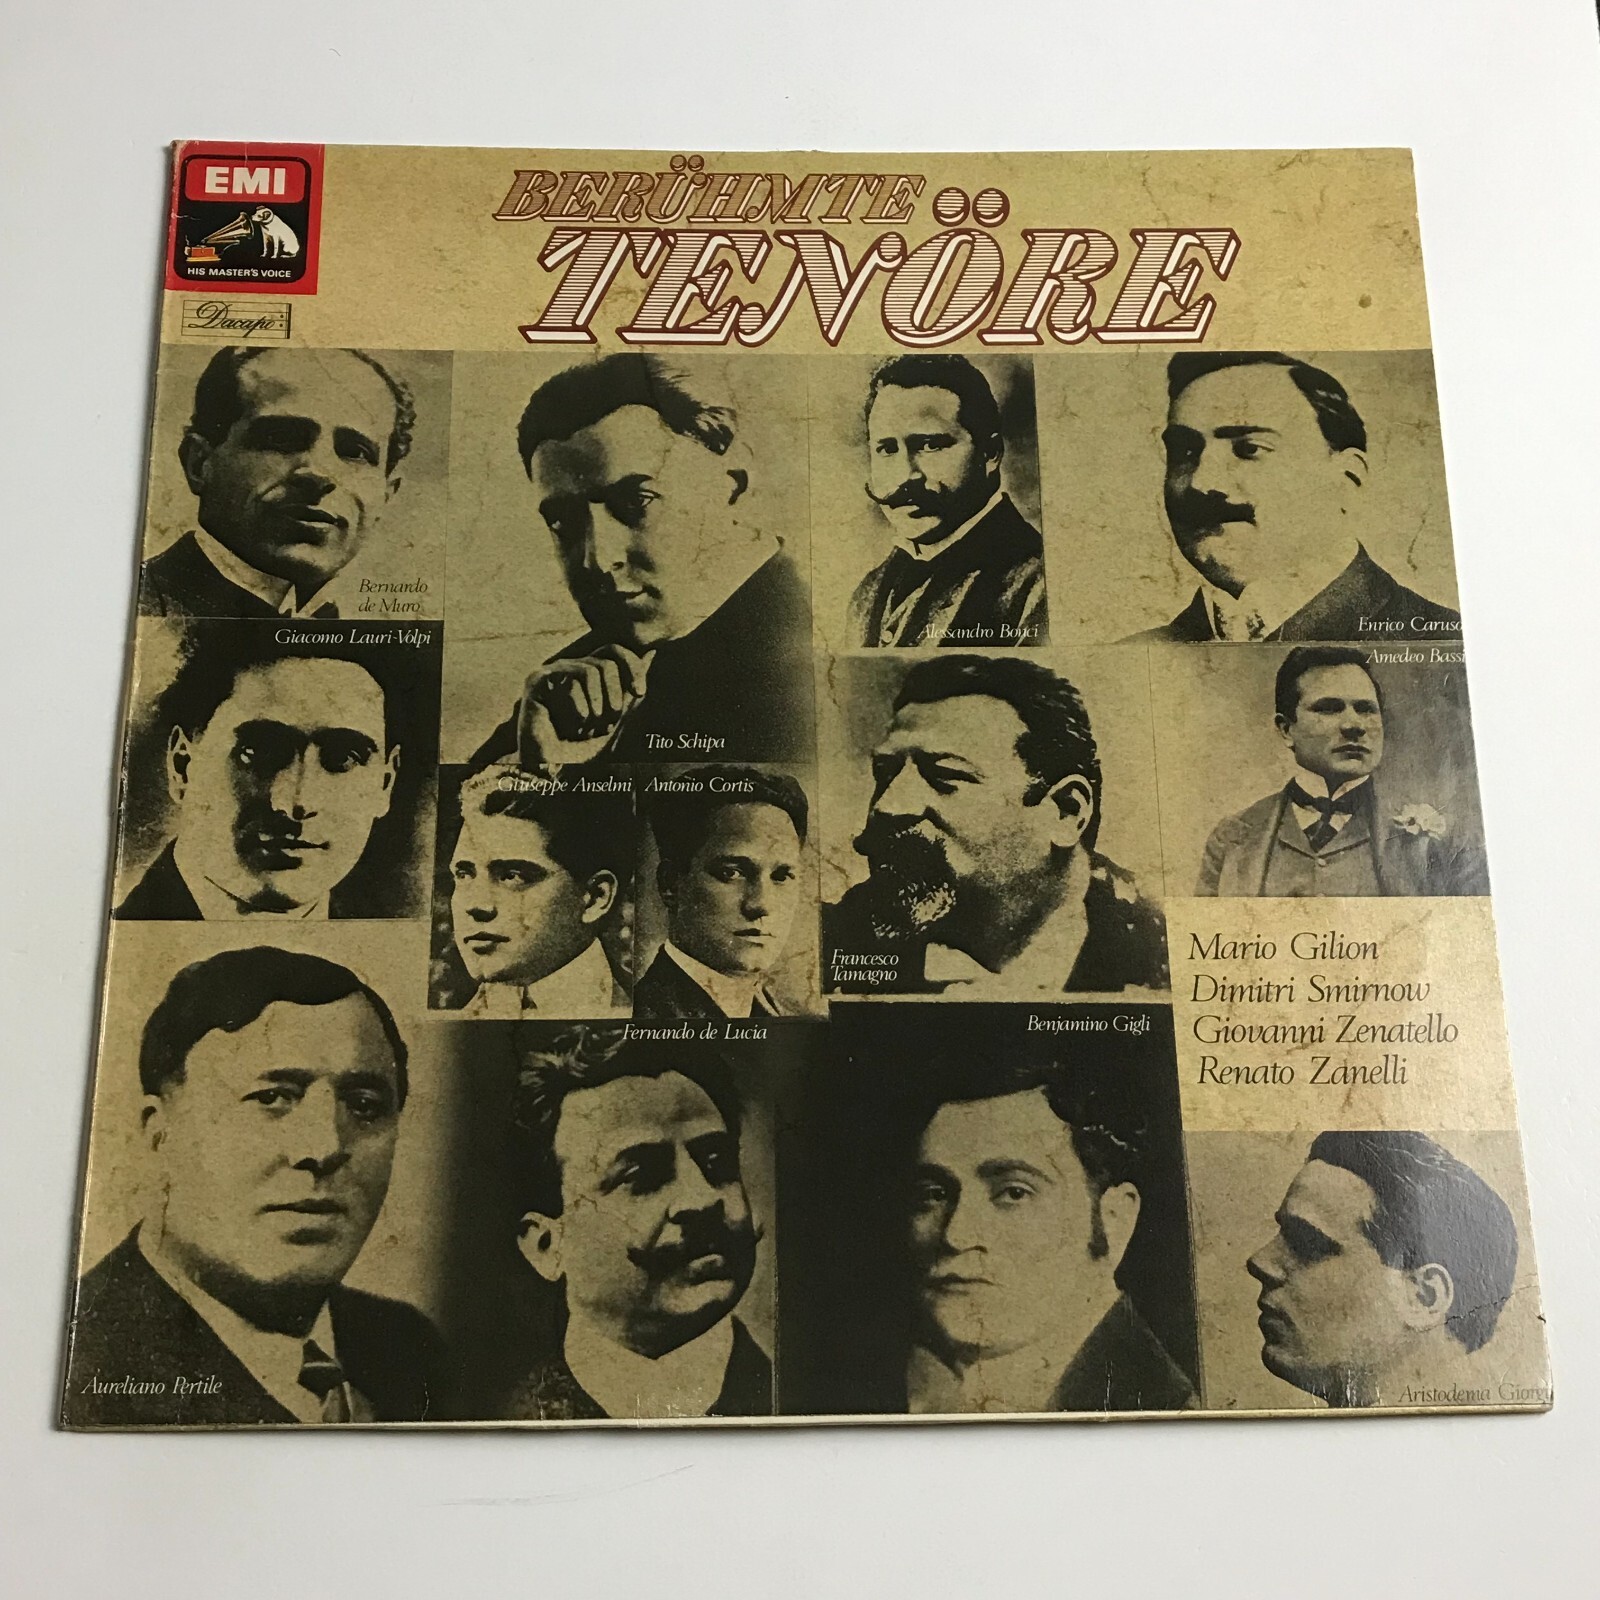 EMI
HIS MASTER'S VOICE
Dacapo
BERÜHMTE
TENÖRE
Bernardo
de Muro
Tito Schipa
Alessandro Bonci
Enrico Caruso
Giacomo Lauri-Volpi
Giuseppe Anselmi
Antonio Cortis
Francesco
Tamagno
Amedeo Bassi
Mario Gilion
Dimitri Smirnow
Giovanni Zenatello
Renato Zanelli
Aureliano Pertile
Fernando de Lucia
Benjamino Gigli
Aristodema Giorgi